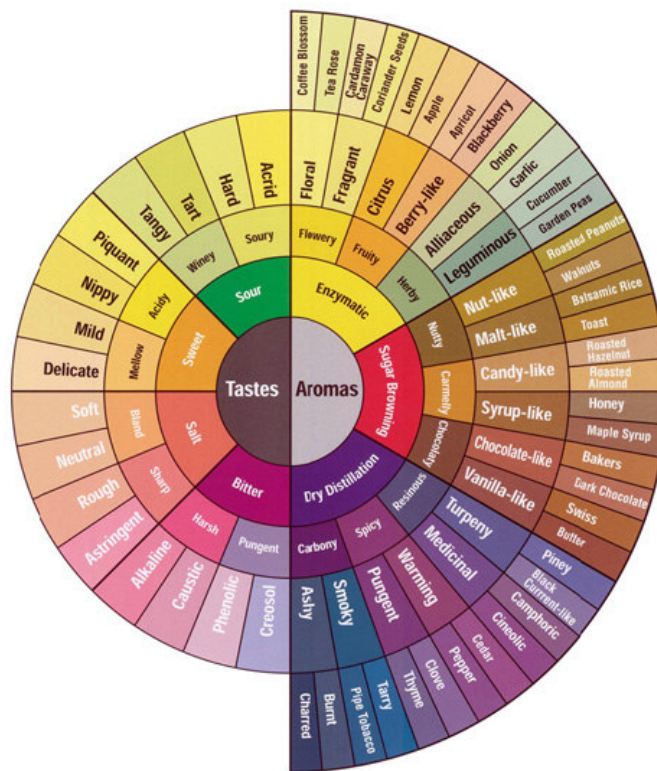 Tastes
Sour
Soury
Winey
Acrid
Hard
Tart
Tangy
Sweet
Acidy
Mellow
Piquant
Nippy
Mild
Delicate
Salt
Bland
Sharp
Soft
Neutral
Rough
Astringent
Bitter
Harsh
Pungent
Alkaline
Caustic
Phenolic
Creosol
Aromas
Enzymatic
Flowery
Fruity
Herby
Floral
Fragrant
Citrus
Berry-like
Alliaceous
Leguminous
Coffee Blossom
Tea Rose
Cardamon
Caraway
Coriander Seeds
Lemon
Apple
Apricot
Blackberry
Onion
Garlic
Cucumber
Garden Peas
Sugar Browning
Nutty
Carmelly
Chocolaty
Nut-like
Malt-like
Candy-like
Syrup-like
Chocolate-like
Vanilla-like
Roasted Peanuts
Walnuts
Balsamic Rice
Toast
Roasted
Hazelnut
Roasted
Almond
Honey
Maple Syrup
Bakers
Dark Chocolate
Swiss
Butter
Dry Distillation
Resinous
Spicy
Carbony
Turpeny
Medicinal
Warming
Pungent
Smoky
Ashy
Piney
Black
Camphoric
Cineolic
Cedar
Pepper
Clove
Thyme
Tarry
Pipe Tobacco
Burnt
Charred